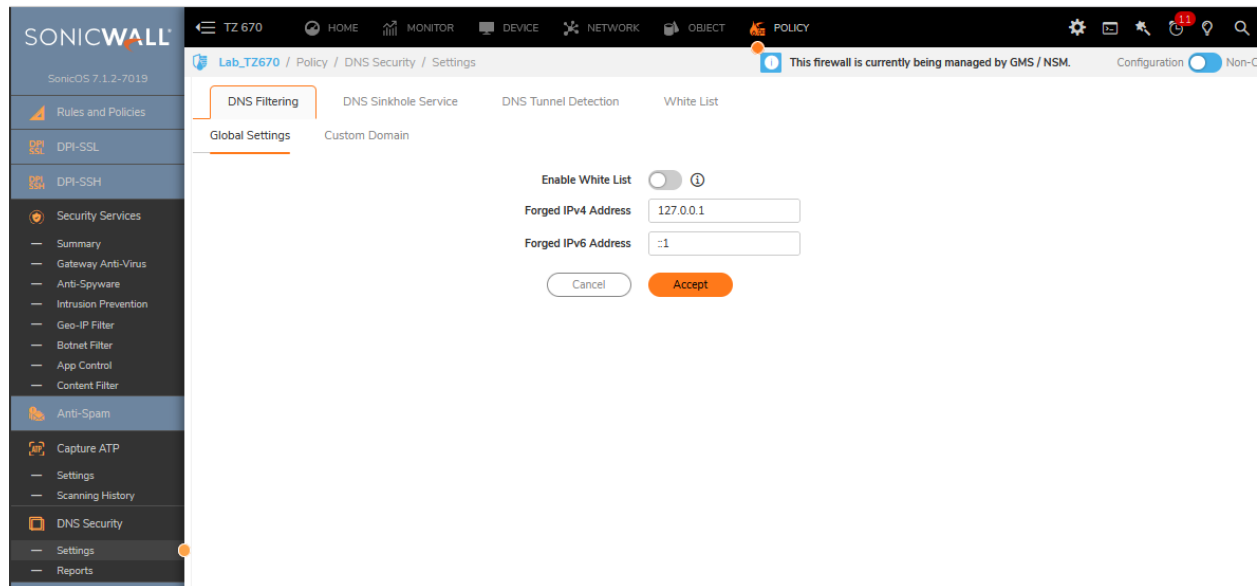 SONICWALL
TZ 670 HOME MONITOR DEVICE NETWORK OBJECT POLICY 11
SonicOS 7.1.2-7019
Lab_TZ670 / Policy / DNS Security / Settings
This firewall is currently being managed by GMS / NSM. Configuration Non-C
Rules and Policies
DPI-SSL
DPI-SSH
Security Services
Summary
Gateway Anti-Virus
Anti-Spyware
Intrusion Prevention
Geo-IP Filter
Botnet Filter
App Control
Content Filter
Anti-Spam
Capture ATP
Settings
Scanning History
DNS Security
Settings
Reports
DNS Filtering DNS Sinkhole Service DNS Tunnel Detection White List
Global Settings Custom Domain
Enable White List
Forged IPv4 Address 127.0.0.1
Forged IPv6 Address ::1
Cancel Accept